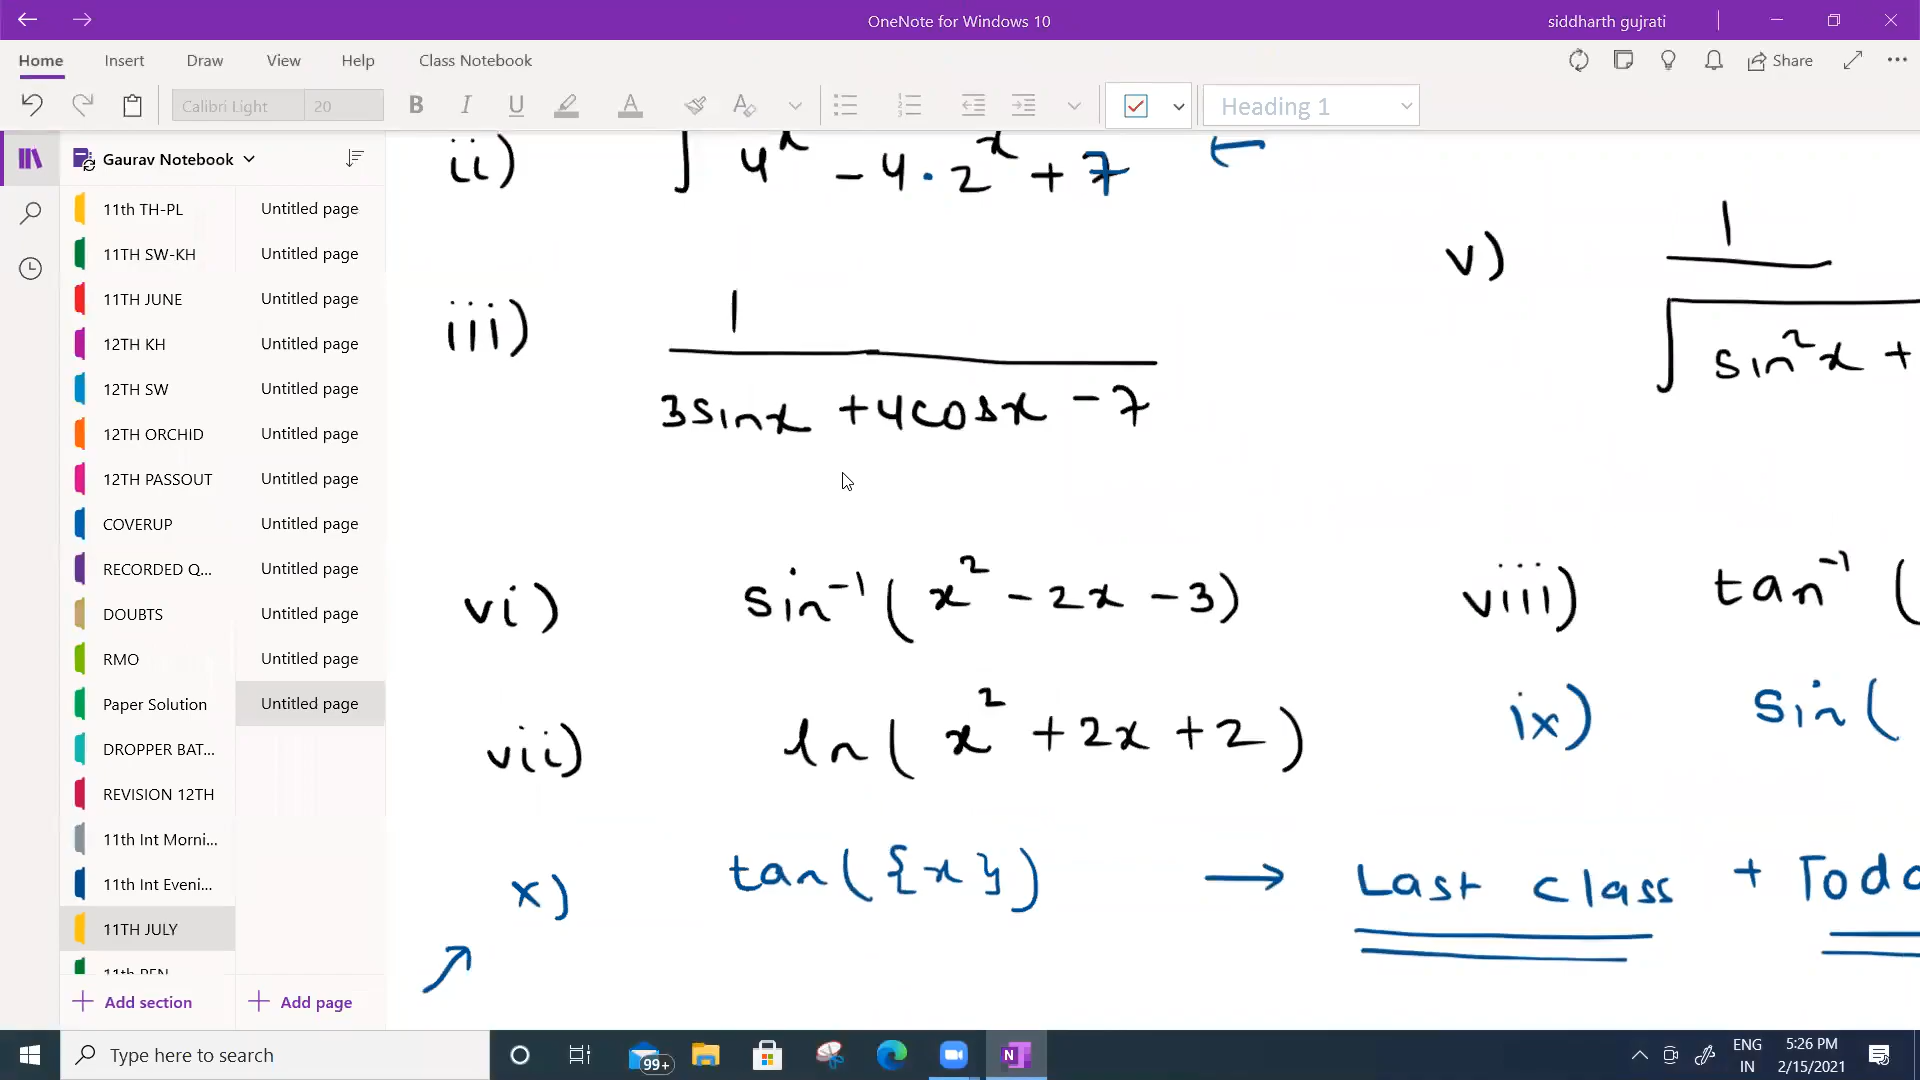 OneNote for Windows 10
siddharth gujrati
Home Insert Draw View Help Class Notebook
Share
Calibri Light 20
B I U A
Heading 1
Gaurav Notebook
11th TH-PL
11TH SW-KH
11TH JUNE
12TH KH
12TH SW
12TH ORCHID
12TH PASSOUT
COVERUP
RECORDED Q...
DOUBTS
RMO
Paper Solution
DROPPER BAT...
REVISION 12TH
11th Int Morni...
11th Int Eveni...
11TH JULY
Add section
Untitled page
Untitled page
Untitled page
Untitled page
Untitled page
Untitled page
Untitled page
Untitled page
Untitled page
Untitled page
Untitled page
Untitled page
Add page
ii) √ 4^x - 4·2^x + 7 ←
iii) 1
3sinx + 4cosx - 7
v) 1
√ sin²x +
vi) sin⁻¹ ( x² - 2x - 3 )
viii) tan⁻¹ (
vii) ln ( x² + 2x + 2 )
ix) sin (
x) tan ( {x} ) → Last class +
Type here to search
99+
ENG
IN
5:26 PM
2/15/2021